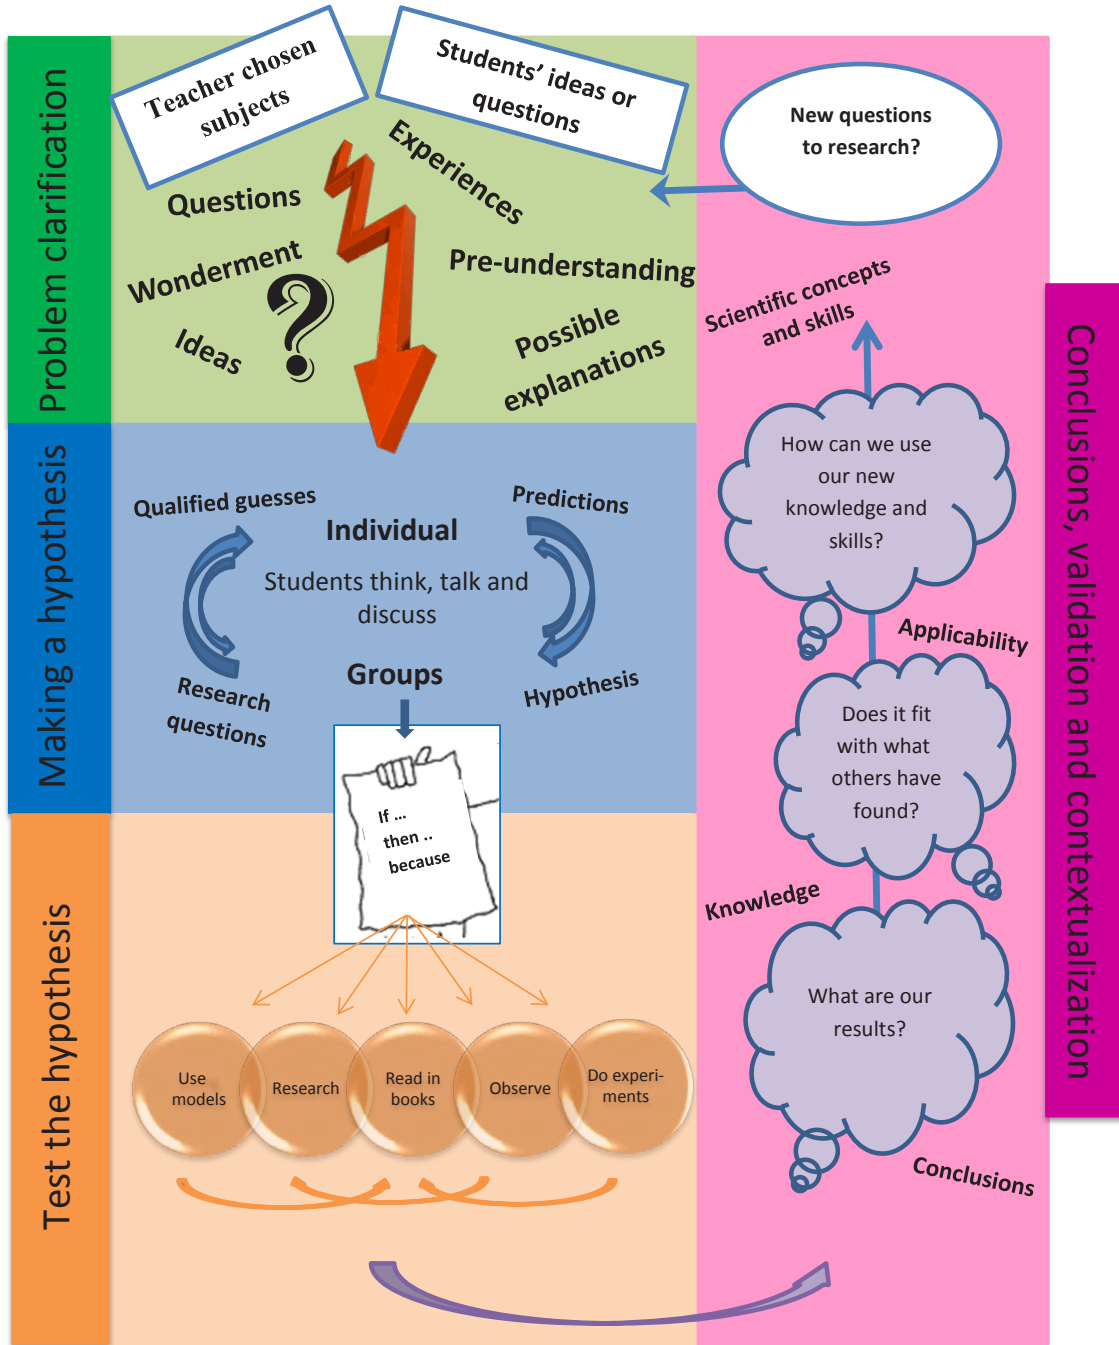 Problem clarification
Teacher chosen
subjects
Students' ideas or
questions
Experiences
Questions
Wonderment
?
Ideas
Pre-understanding
Possible
explanations
Making a hypothesis
Qualified guesses
Predictions
Individual
Students think, talk and
discuss
Groups
Research
questions
Hypothesis
If ...
then ..
because
Test the hypothesis
Use
models
Research
Read in
books
Observe
Do experi-
ments
Conclusions, validation and contextualization
New questions
to research?
Scientific concepts
and skills
How can we use
our new
knowledge and
skills?
Applicability
Does it fit
with what
others have
found?
Knowledge
What are our
results?
Conclusions